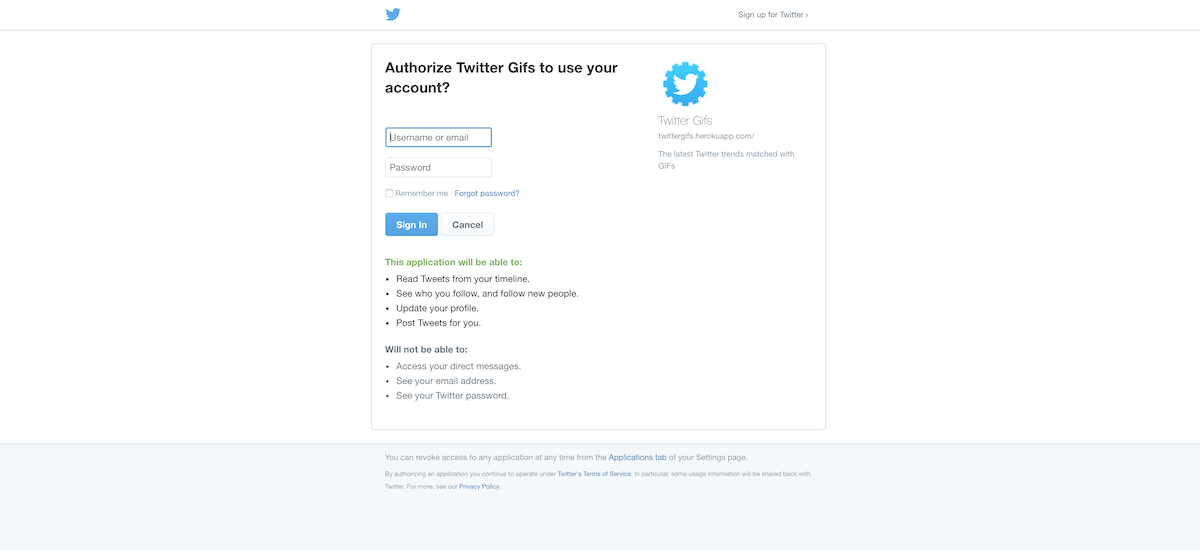 Sign up for Twitter ›
Authorize Twitter Gifs to use your
account?
Username or email
Password
Remember me · Forgot password?
Sign In
Cancel
Twitter Gifs
twittergifs.herokuapp.com/
The latest Twitter trends matched with
GIFs
This application will be able to:
• Read Tweets from your timeline.
• See who you follow, and follow new people.
• Update your profile.
• Post Tweets for you.
Will not be able to:
• Access your direct messages.
• See your email address.
• See your Twitter password.
You can revoke access to any application at any time from the Applications tab of your Settings page.
By authorizing an application you continue to operate under Twitter's Terms of Service. In particular, some usage information will be shared back with
Twitter. For more, see our Privacy Policy.